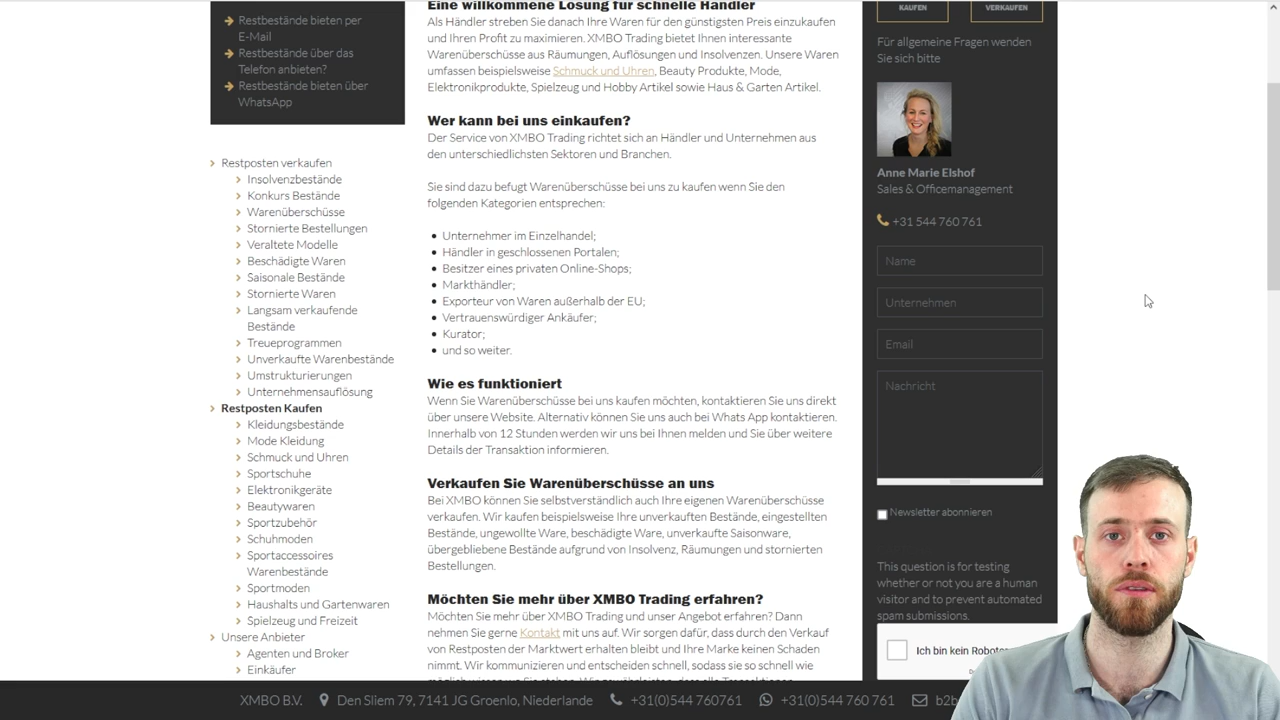 Restbestände bieten per
E-Mail
Restbestände über das
Telefon anbieten?
Restbestände bieten über
WhatsApp
Restposten verkaufen
Insolvenzbestände
Konkurs Bestände
Warenüberschüsse
Stornierte Bestellungen
Veraltete Modelle
Beschädigte Waren
Saisonale Bestände
Stornierte Waren
Langsam verkaufende
Bestände
Treueprogrammen
Unverkaufte Warenbestände
Umstrukturierungen
Unternehmensauflösung
Restposten Kaufen
Kleidungsbestände
Mode Kleidung
Schmuck und Uhren
Sportschuhe
Elektronikgeräte
Beautywaren
Sportzubehör
Schuhmoden
Sportaccessoires
Warenbestände
Sportmoden
Haushalts und Gartenwaren
Spielzeug und Freizeit
Unsere Anbieter
Agenten und Broker
Einkäufer
Eine willkommene Lösung für schnelle Händler
Als Händler streben Sie danach Ihre Waren für den günstigsten Preis einzukaufen
und Ihren Profit zu maximieren. XMBO Trading bietet Ihnen interessante
Warenüberschüsse aus Räumungen, Auflösungen und Insolvenzen. Unsere Waren
umfassen beispielsweise Schmuck und Uhren, Beauty Produkte, Mode,
Elektronikprodukte, Spielzeug und Hobby Artikel sowie Haus & Garten Artikel.
Wer kann bei uns einkaufen?
Der Service von XMBO Trading richtet sich an Händler und Unternehmen aus
den unterschiedlichsten Sektoren und Branchen.
Sie sind dazu befugt Warenüberschüsse bei uns zu kaufen wenn Sie den
folgenden Kategorien entsprechen:
• Unternehmer im Einzelhandel;
• Händler in geschlossenen Portalen;
• Besitzer eines privaten Online-Shops;
• Markthändler;
• Exporteur von Waren außerhalb der EU;
• Vertrauenswürdiger Ankäufer;
• Kurator;
• und so weiter.
Wie es funktioniert
Wenn Sie Warenüberschüsse bei uns kaufen möchten, kontaktieren Sie uns direkt
über unsere Website. Alternativ können Sie uns auch bei Whats App kontaktieren.
Innerhalb von 12 Stunden werden wir uns bei Ihnen melden und Sie über weitere
Details der Transaktion informieren.
Verkaufen Sie Warenüberschüsse an uns
Bei XMBO können Sie selbstverständlich auch Ihre eigenen Warenüberschüsse
verkaufen. Wir kaufen beispielsweise Ihre unverkauften Bestände, eingestellten
Bestände, ungewollte Ware, beschädigte Ware, unverkaufte Saisonware,
übergebliebene Bestände aufgrund von Insolvenz, Räumungen und stornierten
Bestellungen.
Möchten Sie mehr über XMBO Trading erfahren?
Möchten Sie mehr über XMBO Trading und unser Angebot erfahren? Dann
nehmen Sie gerne Kontakt mit uns auf. Wir sorgen dafür, dass durch den Verkauf
von Restposten der Marktwert erhalten bleibt und Ihre Marke keinen Schaden
nimmt. Wir kommunizieren und entscheiden schnell, sodass sie so schnell wie
KAUFEN
VERKAUFEN
Für allgemeine Fragen wenden
Sie sich bitte
Anne Marie Elshof
Sales & Officemanagement
+31 544 760 761
Name
Unternehmen
Email
Nachricht
Newsletter abonnieren
This question is for testing
whether or not you are a human
visitor and to prevent automated
spam submissions.
Ich bin kein Robote
XMBO B.V. Den Sliem 79, 7141 JG Groenlo, Niederlande +31(0)544 760761 +31(0)544 760 761 b2b